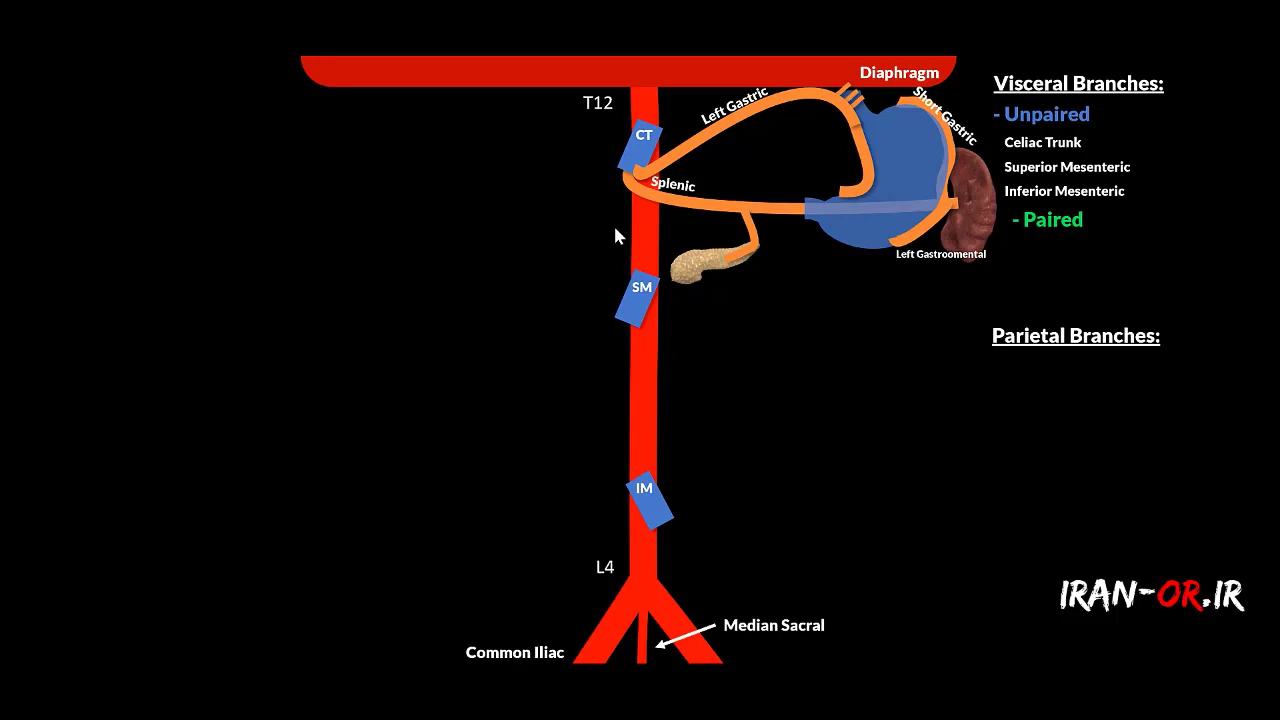 Diaphragm
Visceral Branches:
- Unpaired
Celiac Trunk
Superior Mesenteric
Inferior Mesenteric
- Paired
T12
Left Gastric
Short Gastric
CT
Splenic
Left Gastroomental
SM
Parietal Branches:
IM
L4
IRAN-OR.IR
Median Sacral
Common Iliac